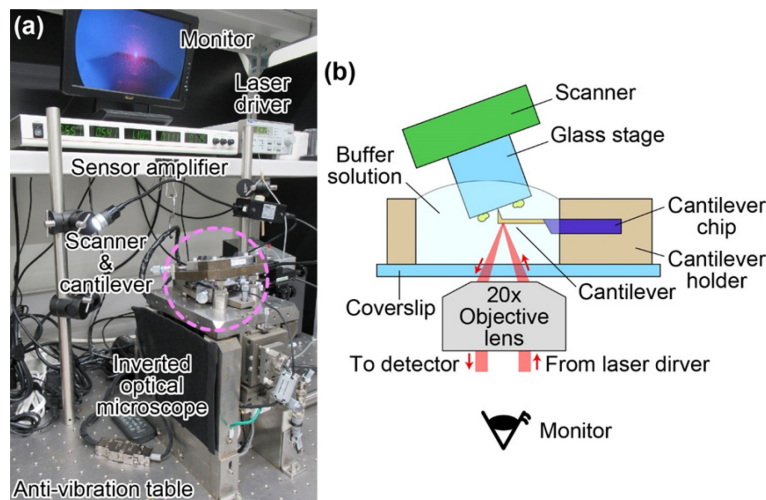 (a)
Monitor
Laser
driver
Sensor amplifier
Scanner
&
cantilever
Inverted
optical
microscope
Anti-vibration table
(b)
Scanner
Glass stage
Buffer
solution
Cantilever
chip
Cantilever
holder
Cantilever
Coverslip
20x
Objective
lens
To detector
From laser dirver
Monitor